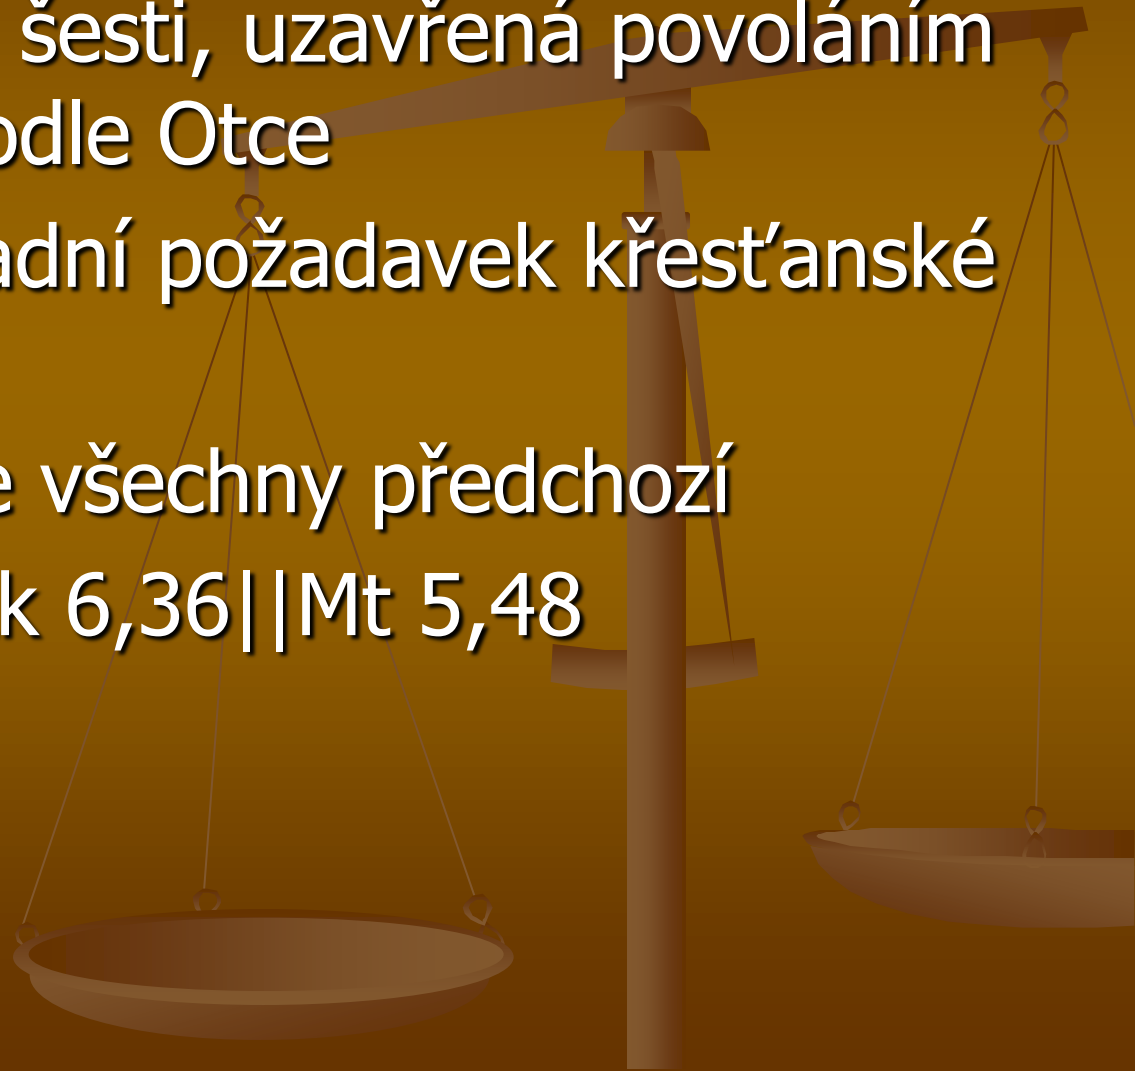 šesti, uzavřená povoláním
odle Otce
adní požadavek křesťanské
e všechny předchozí
k 6,36||Mt 5,48